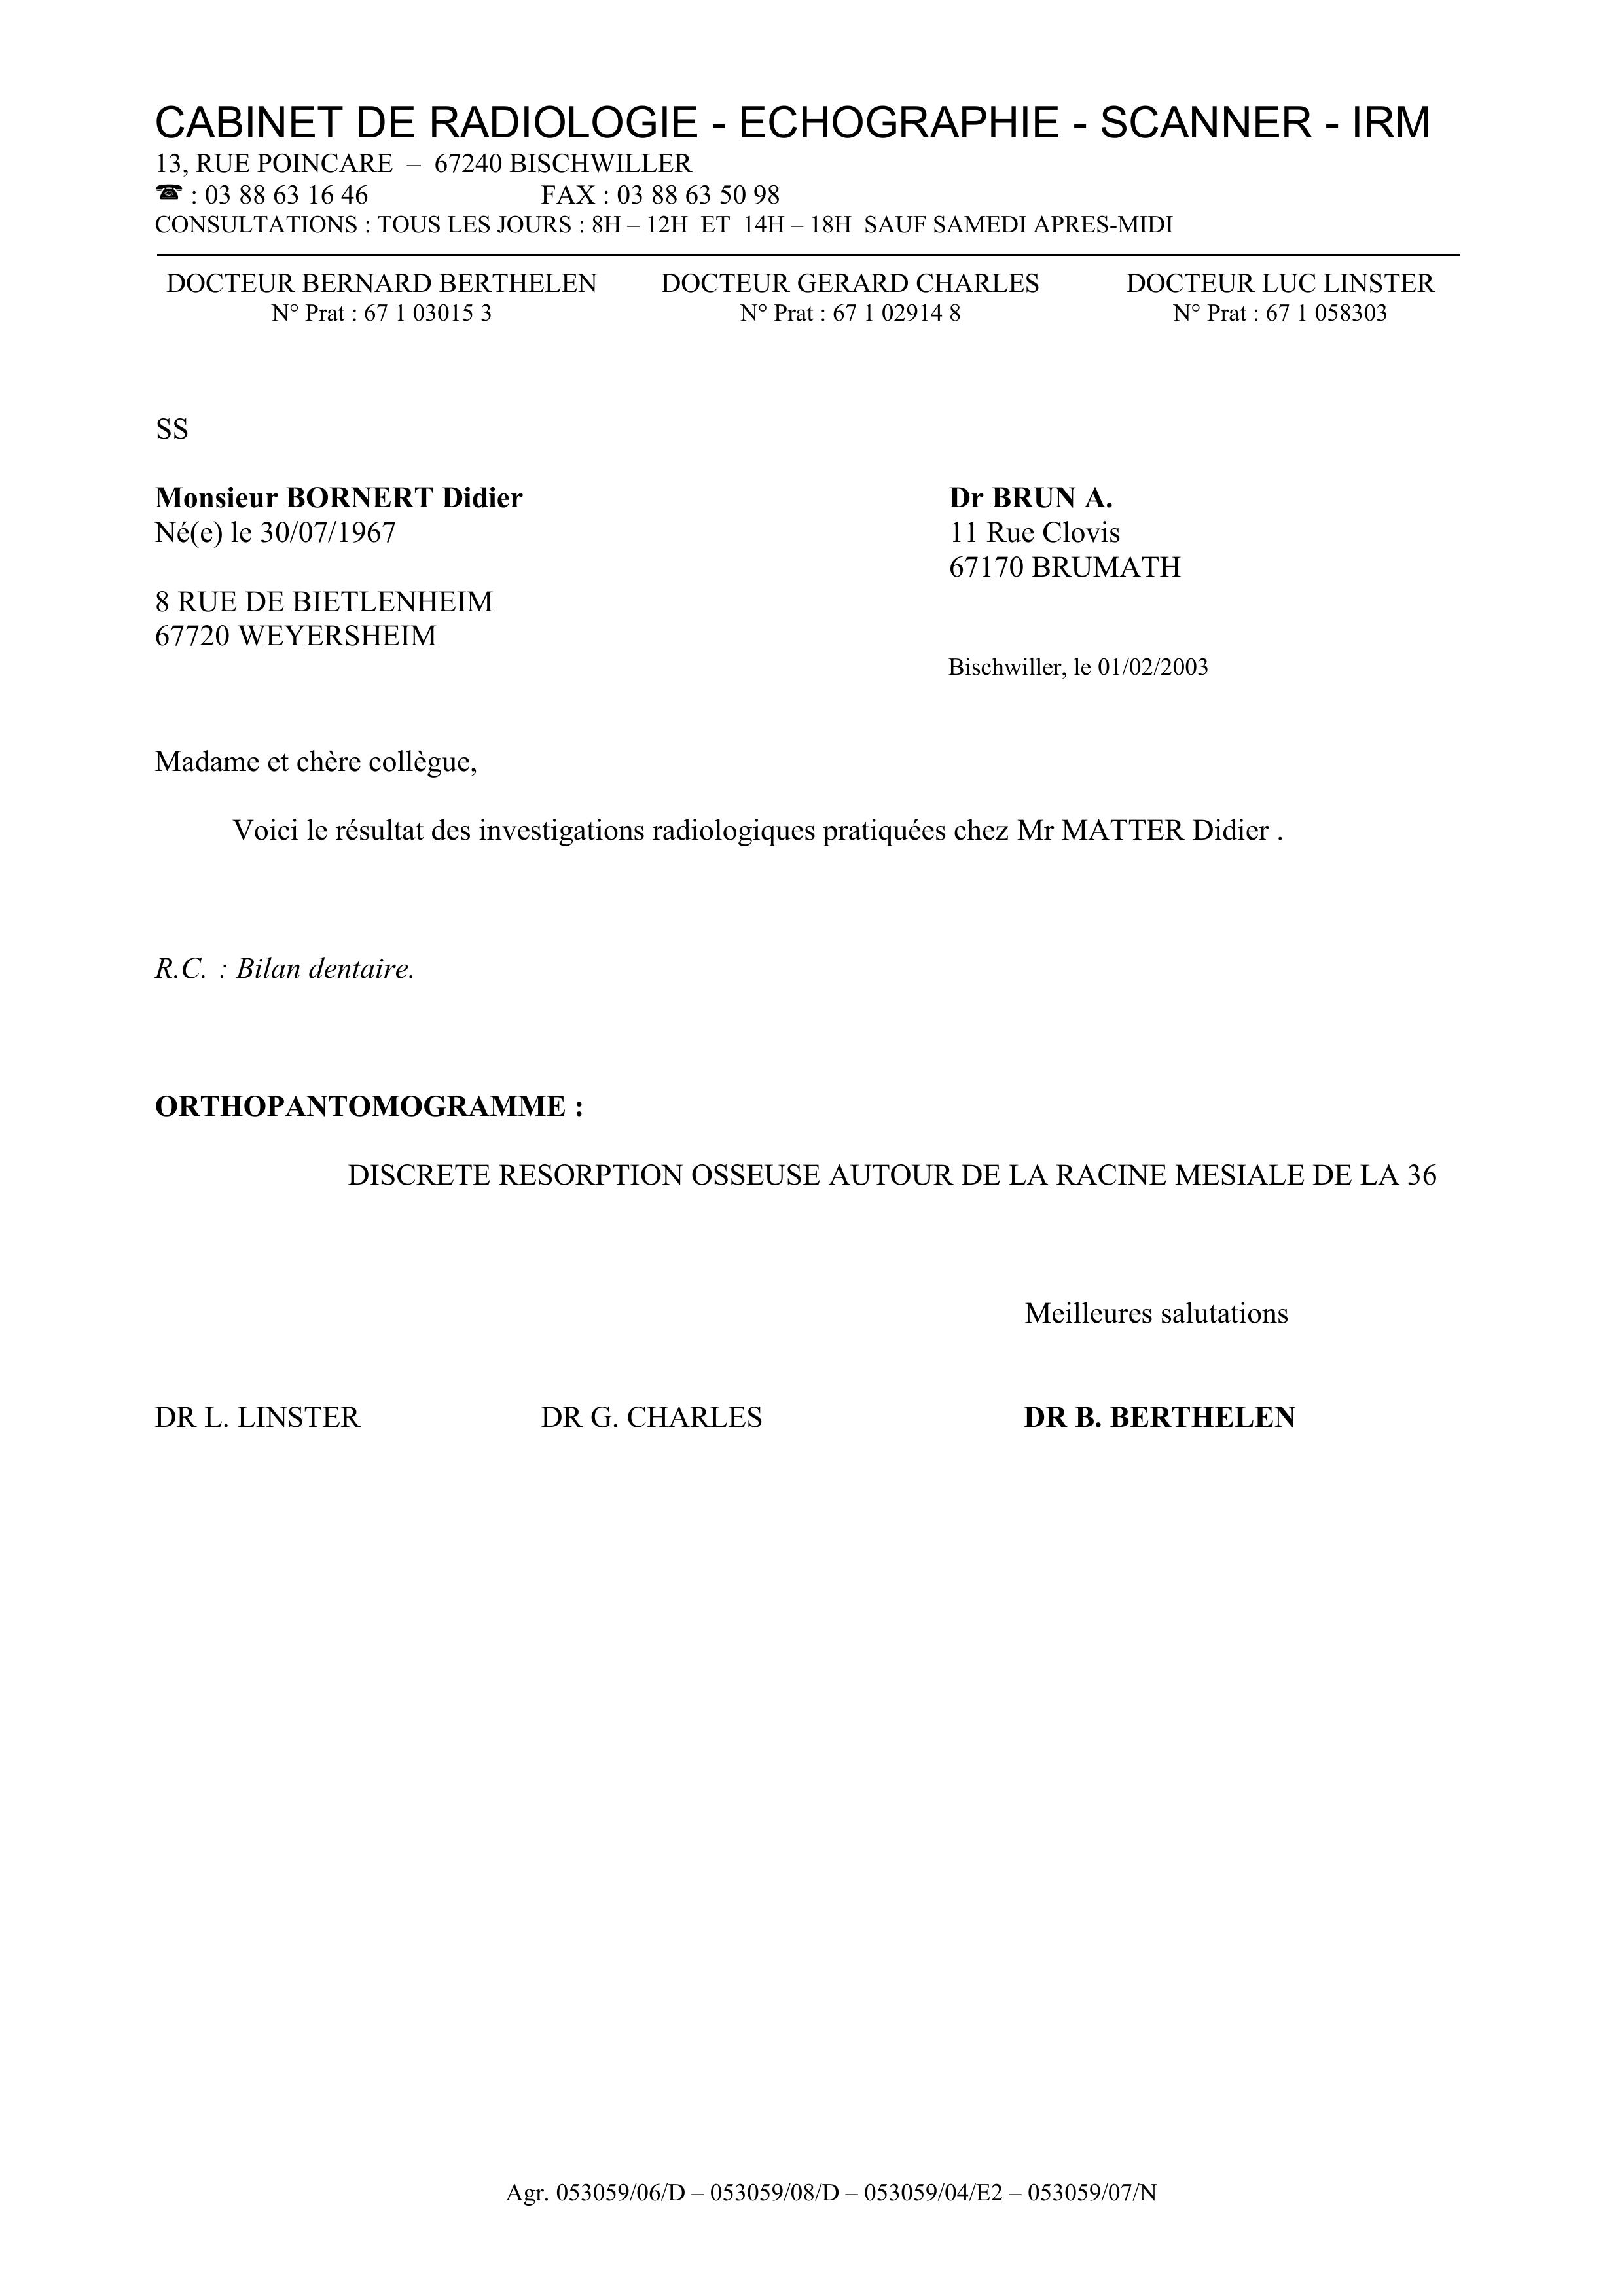 CABINET DE RADIOLOGIE - ECHOGRAPHIE - SCANNER - IRM
13, RUE POINCARE – 67240 BISCHWILLER
☎ : 03 88 63 16 46 FAX : 03 88 63 50 98
CONSULTATIONS : TOUS LES JOURS : 8H – 12H ET 14H – 18H SAUF SAMEDI APRES-MIDI
DOCTEUR BERNARD BERTHELEN DOCTEUR GERARD CHARLES DOCTEUR LUC LINSTER
N° Prat : 67 1 03015 3 N° Prat : 67 1 02914 8 N° Prat : 67 1 058303
SS
Monsieur BORNERT Didier Dr BRUN A.
Né(e) le 30/07/1967 11 Rue Clovis
67170 BRUMATH
8 RUE DE BIETLENHEIM
67720 WEYERSHEIM
Bischwiller, le 01/02/2003
Madame et chère collègue,
Voici le résultat des investigations radiologiques pratiquées chez Mr MATTER Didier .
R.C. : Bilan dentaire.
ORTHOPANTOMOGRAMME :
DISCRETE RESORPTION OSSEUSE AUTOUR DE LA RACINE MESIALE DE LA 36
Meilleures salutations
DR L. LINSTER DR G. CHARLES DR B. BERTHELEN
Agr. 053059/06/D – 053059/08/D – 053059/04/E2 – 053059/07/N